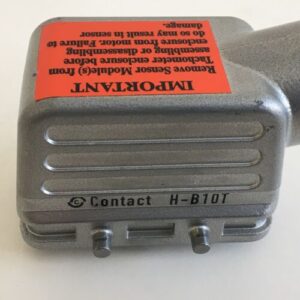 IMPORTANT
Remove Sensor Module(s) from
Tachometer enclosure before
assembling or disassembling
enclosure from motor. Failure to
do so may result in sensor
damage.
Contact H-B10T